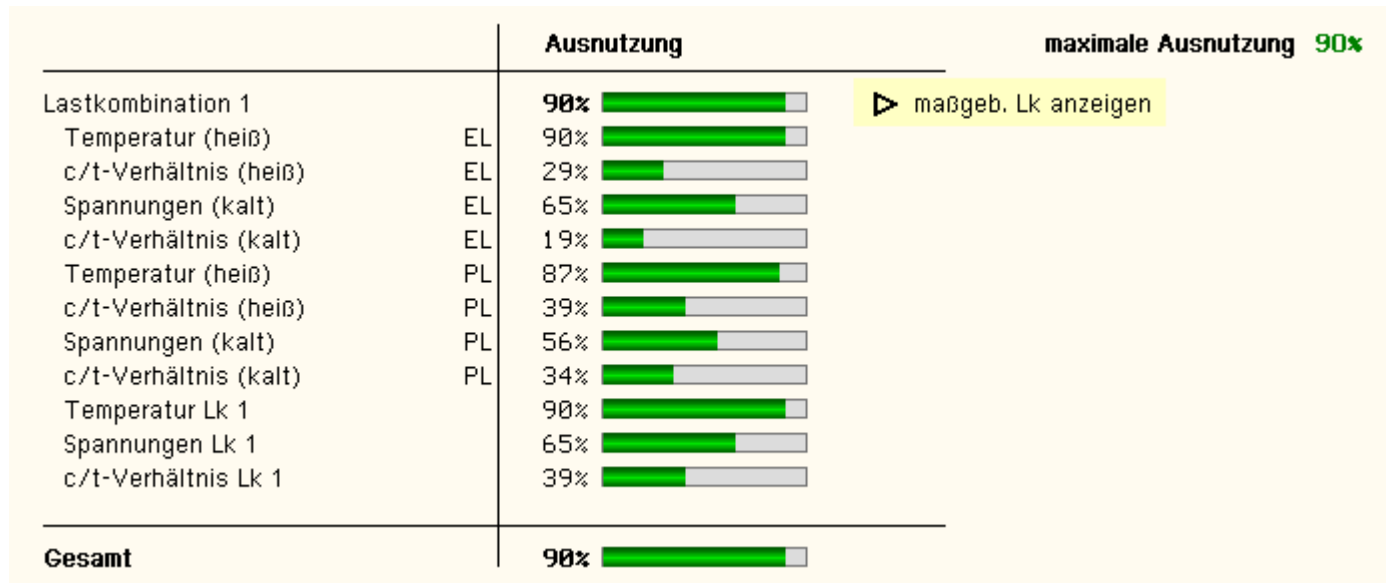 Ausnutzung maximale Ausnutzung 90%
Lastkombination 1 90% maßgeb. Lk anzeigen
Temperatur (heiß) EL 90%
c/t-Verhältnis (heiß) EL 29%
Spannungen (kalt) EL 65%
c/t-Verhältnis (kalt) EL 19%
Temperatur (heiß) PL 87%
c/t-Verhältnis (heiß) PL 39%
Spannungen (kalt) PL 56%
c/t-Verhältnis (kalt) PL 34%
Temperatur Lk 1 90%
Spannungen Lk 1 65%
c/t-Verhältnis Lk 1 39%
Gesamt 90%